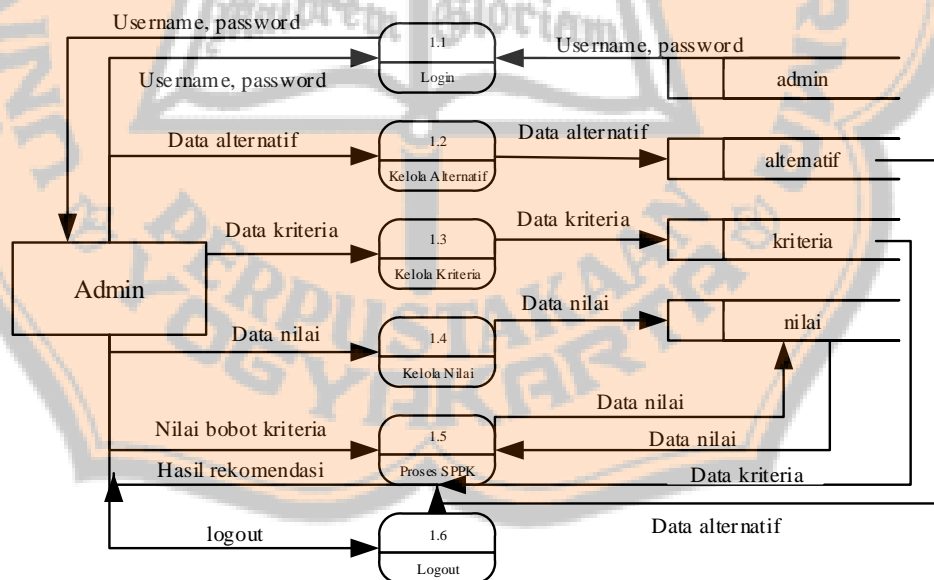 Username, password
1.1
Login
Username, password
Username, password
admin
Data alternatif
1.2
Kelola Alternatif
Data alternatif
alternatif
Data kriteria
1.3
Kelola Kriteria
Data kriteria
kriteria
Admin
Data nilai
1.4
Kelola Nilai
Data nilai
nilai
Nilai bobot kriteria
1.5
Proses SPPK
Data nilai
Data nilai
Hasil rekomendasi
Data kriteria
logout
1.6
Logout
Data alternatif
PERPUSTAKAAN
YOGYAKARTA